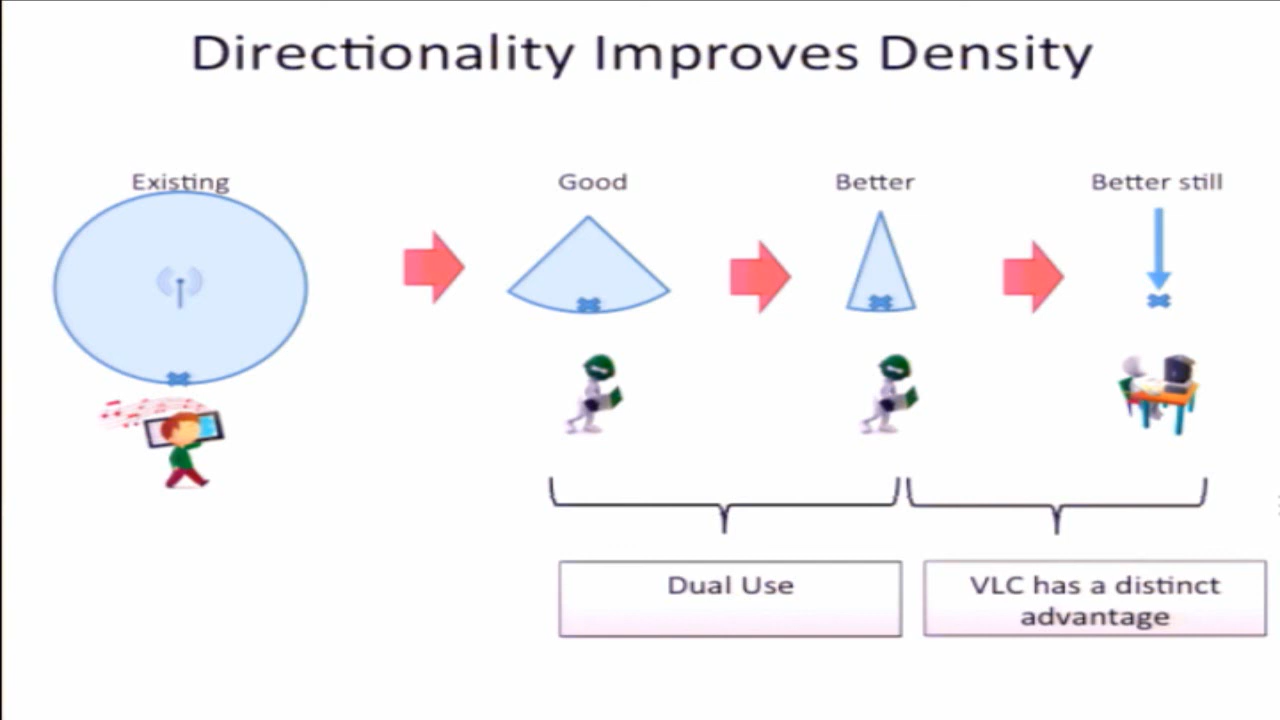 Directionality Improves Density
Existing
Good
Better
Better still
Dual Use
VLC has a distinct
advantage